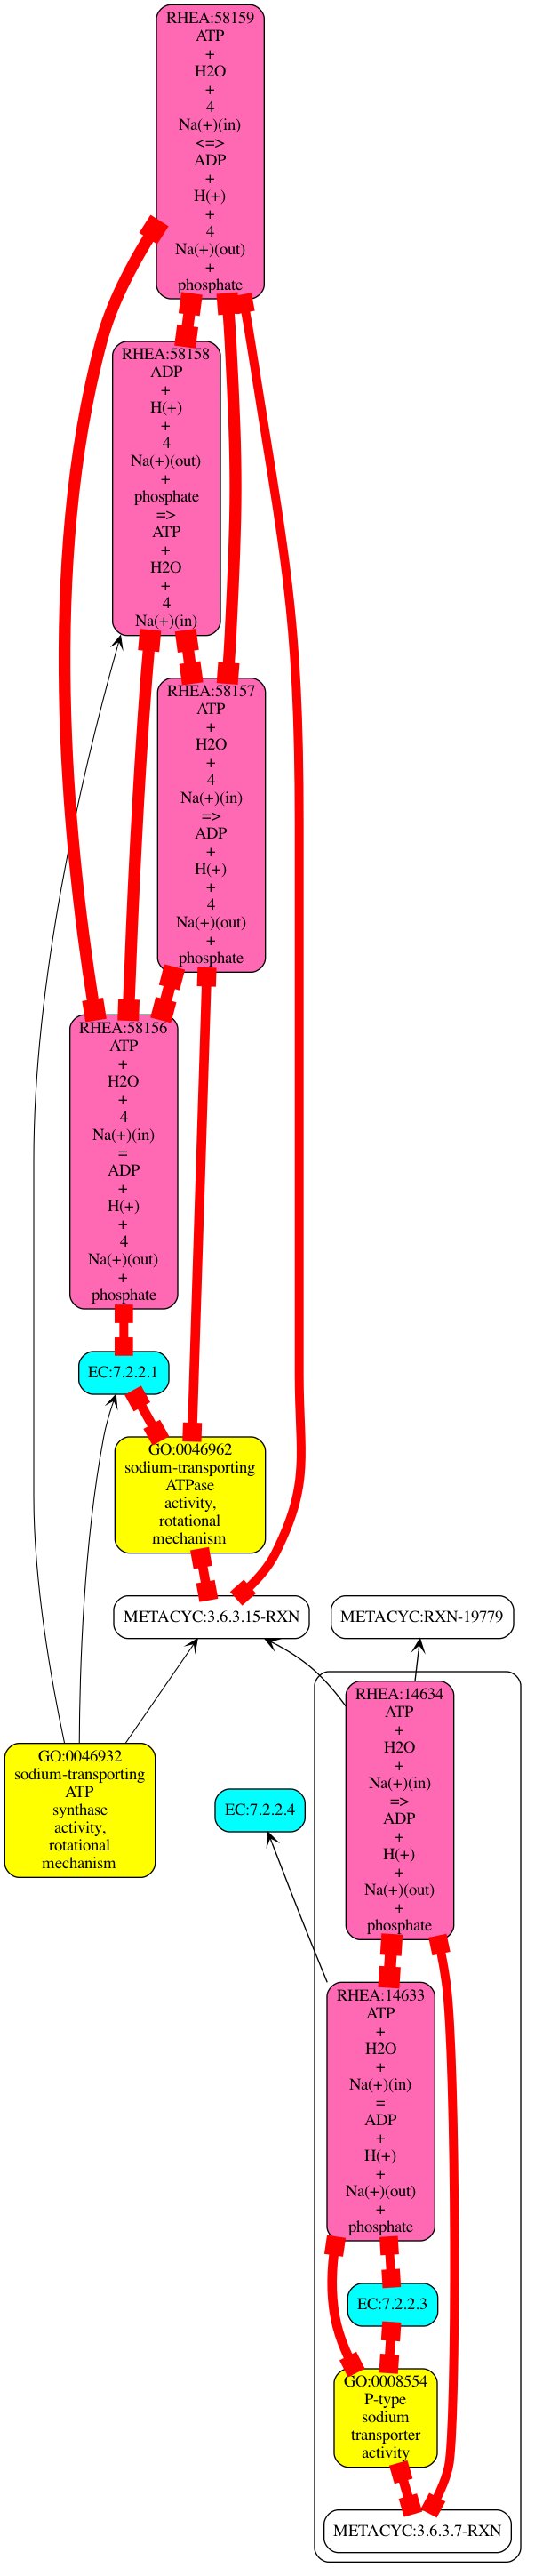 RHEA:58159
ATP
+
H2O
+
4
Na(+)(in)
<=>
ADP
+
H(+)
+
4
Na(+)(out)
+
phosphate
RHEA:58158
ADP
+
H(+)
+
4
Na(+)(out)
+
phosphate
=>
ATP
+
H2O
+
4
Na(+)(in)
RHEA:58157
ATP
+
H2O
+
4
Na(+)(in)
=>
ADP
+
H(+)
+
4
Na(+)(out)
+
phosphate
RHEA:58156
ATP
+
H2O
+
4
Na(+)(in)
=
ADP
+
H(+)
+
4
Na(+)(out)
+
phosphate
EC:7.2.2.1
GO:0046962
sodium-transporting
ATPase
activity,
rotational
mechanism
METACYC:3.6.3.15-RXN
METACYC:RXN-19779
GO:0046932
sodium-transporting
ATP
synthase
activity,
rotational
mechanism
EC:7.2.2.4
RHEA:14634
ATP
+
H2O
+
Na(+)(in)
=>
ADP
+
H(+)
+
Na(+)(out)
+
phosphate
RHEA:14633
ATP
+
H2O
+
Na(+)(in)
=
ADP
+
H(+)
+
Na(+)(out)
+
phosphate
EC:7.2.2.3
GO:0008554
P-type
sodium
transporter
activity
METACYC:3.6.3.7-RXN